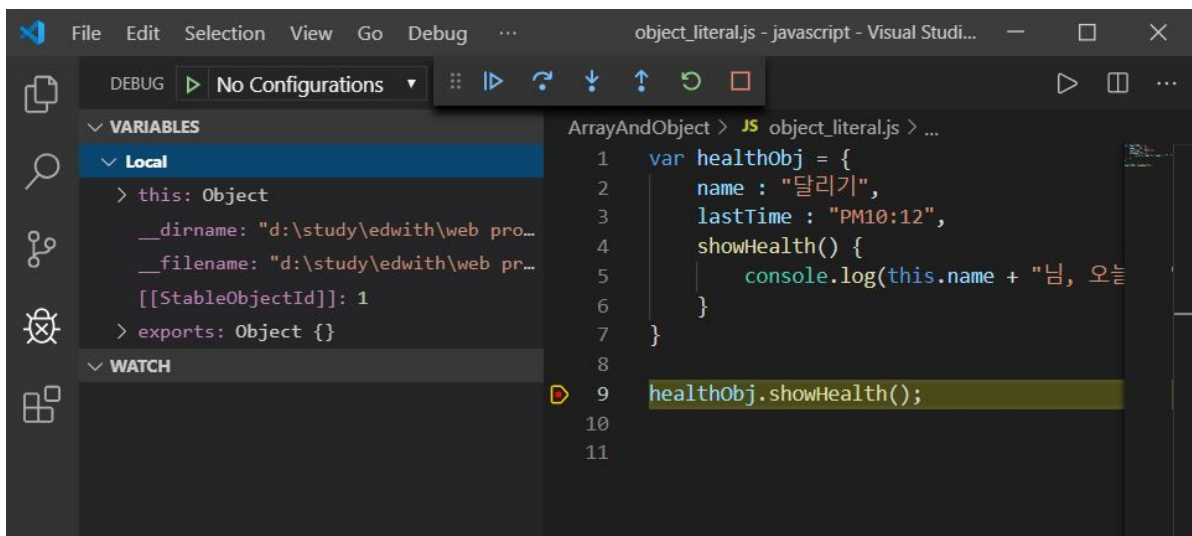 File Edit Selection View Go Debug ··· object_literal.js - javascript - Visual Studi...
DEBUG No Configurations
VARIABLES
Local
this: Object
__dirname: "d:\study\edwith\web pro…
__filename: "d:\study\edwith\web pr…
[[StableObjectId]]: 1
exports: Object {}
WATCH
ArrayAndObject > JS object_literal.js > ...
1 var healthObj = {
2 name : "달리기",
3 lastTime : "PM10:12",
4 showHealth() {
5 console.log(this.name + "님, 오늘
6 }
7 }
8
9 healthObj.showHealth();
10
11